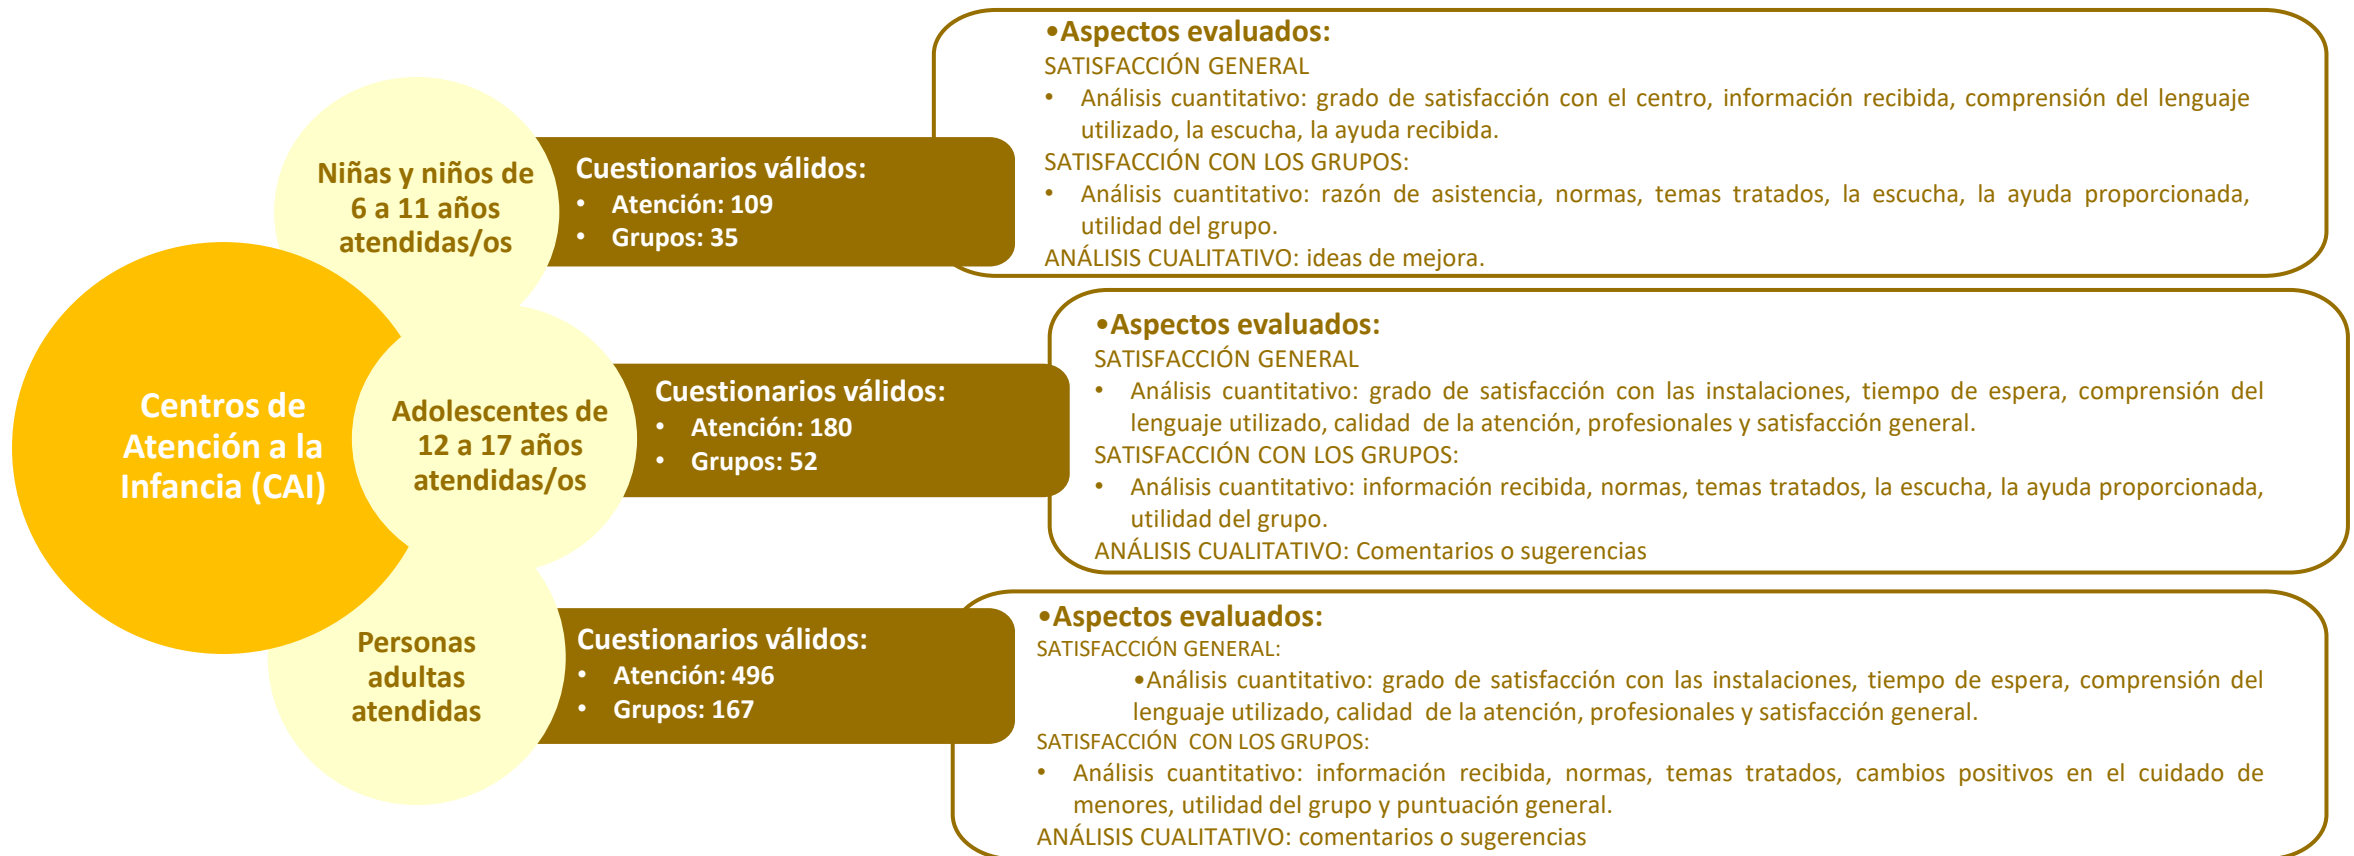 Centros de
Atención a la
Infancia (CAI)
Niñas y niños de
6 a 11 años
atendidas/os
Cuestionarios válidos:
• Atención: 109
• Grupos: 35
•Aspectos evaluados:
SATISFACCIÓN GENERAL
• Análisis cuantitativo: grado de satisfacción con el centro, información recibida, comprensión del lenguaje
utilizado, la escucha, la ayuda recibida.
SATISFACCIÓN CON LOS GRUPOS:
• Análisis cuantitativo: razón de asistencia, normas, temas tratados, la escucha, la ayuda proporcionada,
utilidad del grupo.
ANÁLISIS CUALITATIVO: ideas de mejora.
Adolescentes de
12 a 17 años
atendidas/os
Cuestionarios válidos:
• Atención: 180
• Grupos: 52
•Aspectos evaluados:
SATISFACCIÓN GENERAL
• Análisis cuantitativo: grado de satisfacción con las instalaciones, tiempo de espera, comprensión del
lenguaje utilizado, calidad de la atención, profesionales y satisfacción general.
SATISFACCIÓN CON LOS GRUPOS:
• Análisis cuantitativo: información recibida, normas, temas tratados, la escucha, la ayuda proporcionada,
utilidad del grupo.
ANÁLISIS CUALITATIVO: Comentarios o sugerencias
Personas
adultas
atendidas
Cuestionarios válidos:
• Atención: 496
• Grupos: 167
•Aspectos evaluados:
SATISFACCIÓN GENERAL:
•Análisis cuantitativo: grado de satisfacción con las instalaciones, tiempo de espera, comprensión del
lenguaje utilizado, calidad de la atención, profesionales y satisfacción general.
SATISFACCIÓN CON LOS GRUPOS:
• Análisis cuantitativo: información recibida, normas, temas tratados, cambios positivos en el cuidado de
menores, utilidad del grupo y puntuación general.
ANÁLISIS CUALITATIVO: comentarios o sugerencias